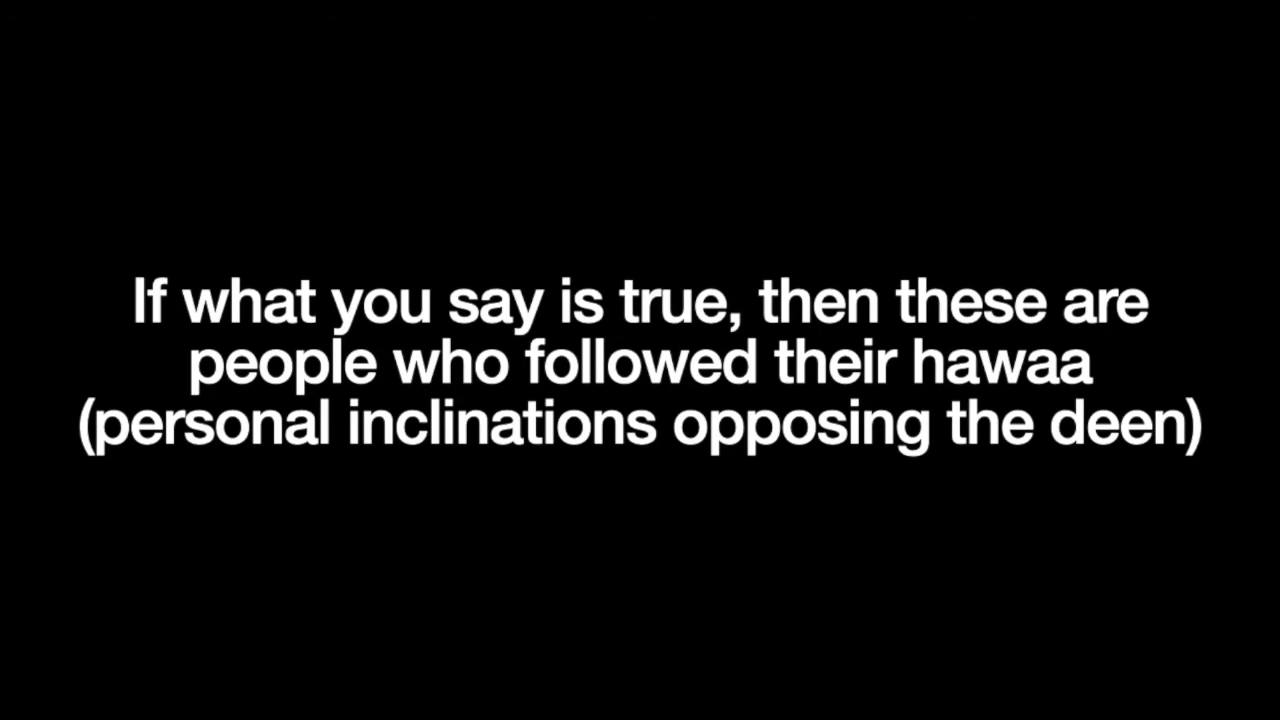 If what you say is true, then these are
people who followed their hawaa
(personal inclinations opposing the deen)